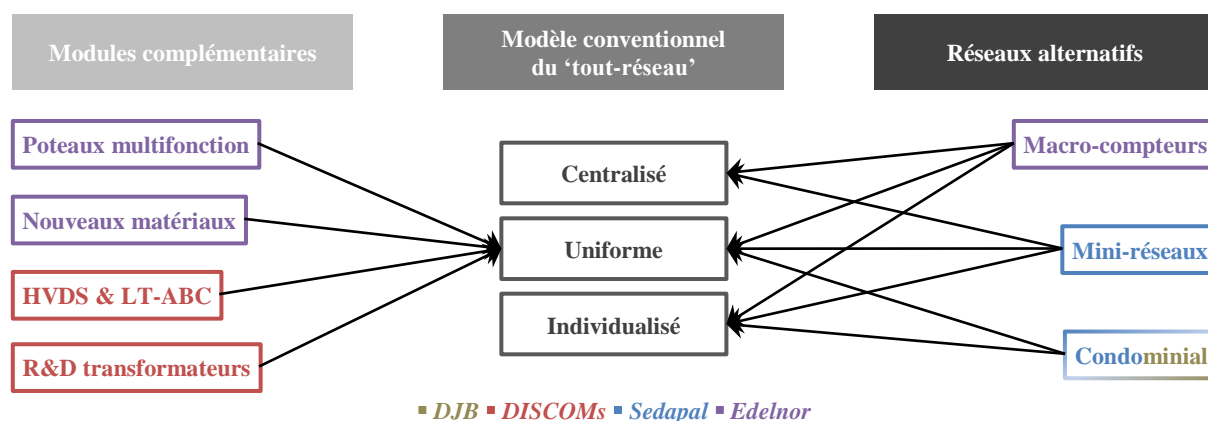 Modules complémentaires
Modèle conventionnel
du ‘tout-réseau’
Réseaux alternatifs
Poteaux multifonction
Nouveaux matériaux
HVDS & LT-ABC
R&D transformateurs
Centralisé
Uniforme
Individualisé
Macro-compteurs
Mini-réseaux
Condominial
DJB DISCOMs Sedapal Edelnor